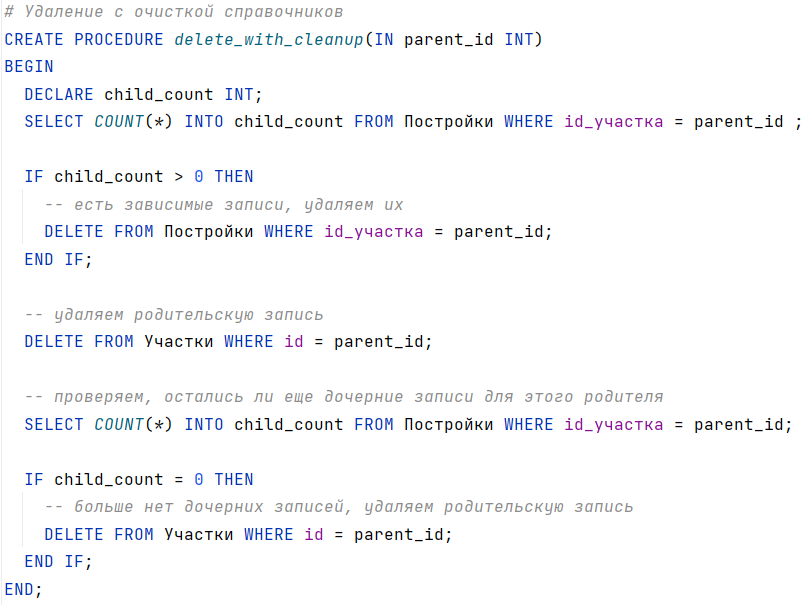 # Удаление с очисткой справочников
CREATE PROCEDURE delete_with_cleanup(IN parent_id INT)
BEGIN
  DECLARE child_count INT;
  SELECT COUNT(*) INTO child_count FROM Постройки WHERE id_участка = parent_id ;

  IF child_count > 0 THEN
    -- есть зависимые записи, удаляем их
    DELETE FROM Постройки WHERE id_участка = parent_id;
  END IF;

  -- удаляем родительскую запись
  DELETE FROM Участки WHERE id = parent_id;

  -- проверяем, остались ли еще дочерние записи для этого родителя
  SELECT COUNT(*) INTO child_count FROM Постройки WHERE id_участка = parent_id;

  IF child_count = 0 THEN
    -- больше нет дочерних записей, удаляем родительскую запись
    DELETE FROM Участки WHERE id = parent_id;
  END IF;
END;